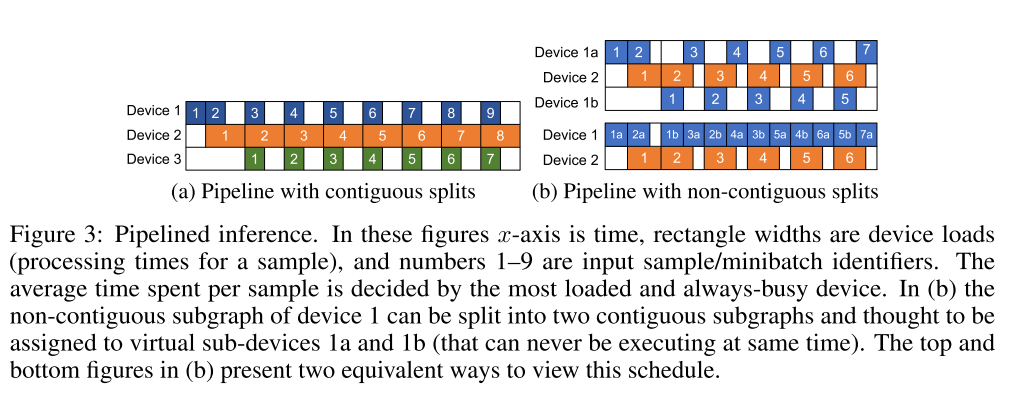 Device 1a 1 2 3 4 5 6 7
Device 2 1 2 3 4 5 6
Device 1b 1 2 3 4 5
Device 1 1 2 3 4 5 6 7 8 9
Device 2 1 2 3 4 5 6 7 8
Device 3 1 2 3 4 5 6 7
Device 1 1a 2a 1b 3a 2b 4a 3b 5a 4b 6a 5b 7a
Device 2 1 2 3 4 5 6
(a) Pipeline with contiguous splits
(b) Pipeline with non-contiguous splits
Figure 3: Pipelined inference. In these figures x-axis is time, rectangle widths are device loads
(processing times for a sample), and numbers 1–9 are input sample/minibatch identifiers. The
average time spent per sample is decided by the most loaded and always-busy device. In (b) the
non-contiguous subgraph of device 1 can be split into two contiguous subgraphs and thought to be
assigned to virtual sub-devices 1a and 1b (that can never be executing at same time). The top and
bottom figures in (b) present two equivalent ways to view this schedule.